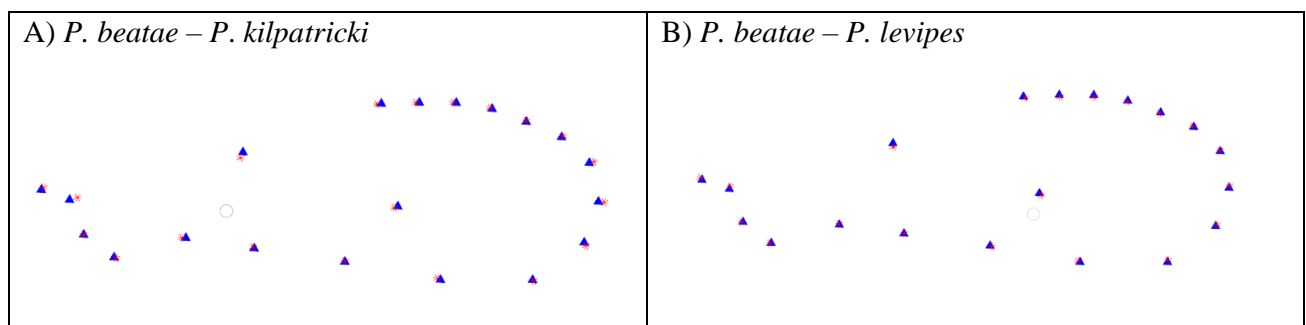 A) P. beatae – P. kilpatricki
B) P. beatae – P. levipes